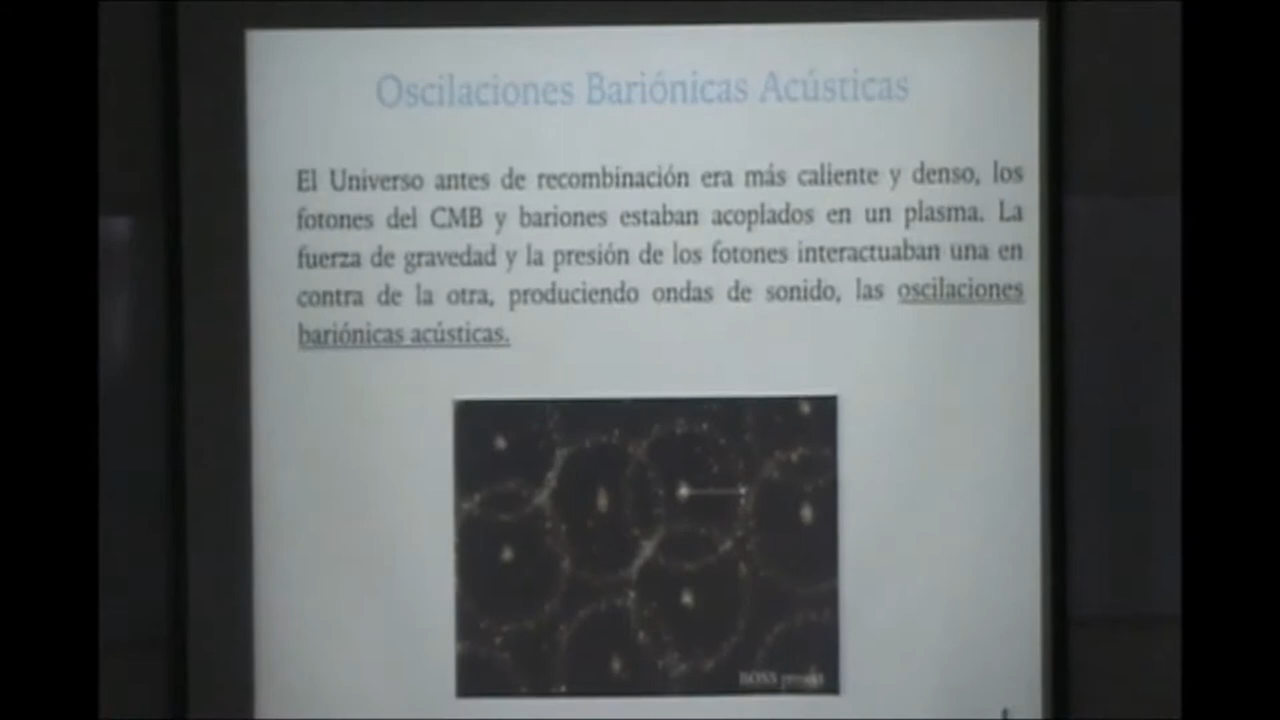 Oscilaciones Bariónicas Acústicas
El Universo antes de recombinación era más caliente y denso, los
fotones del CMB y bariones estaban acoplados en un plasma. La
fuerza de gravedad y la presión de los fotones interactuaban una en
contra de la otra, produciendo ondas de sonido, las oscilaciones
bariónicas acústicas.
BOSS